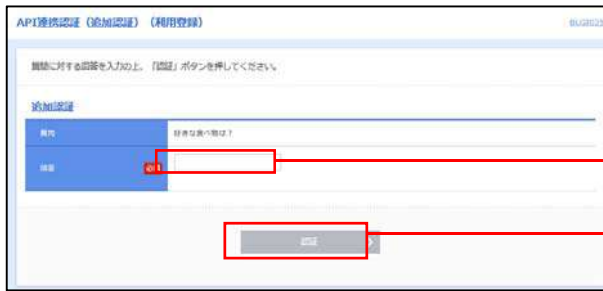 API連携認証（追加認証）（利用登録）
質問に対する回答を入力の上、「認証」ボタンを押してください。
追加認証
質問
好きな食べ物は？
回答
必須
認証